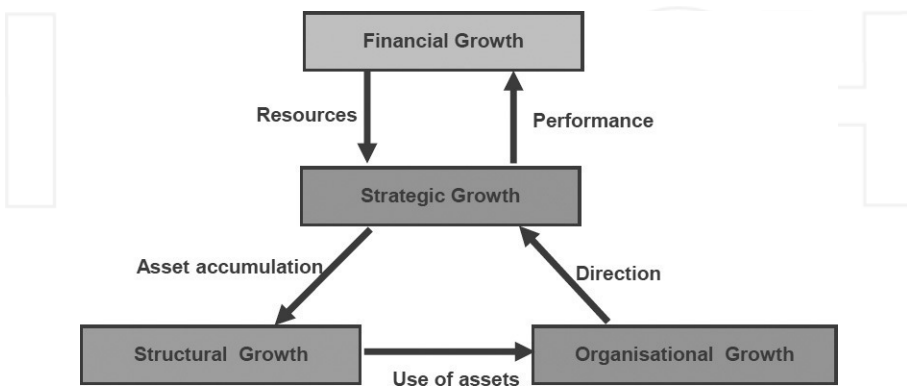 Financial Growth
Resources
Performance
Strategic Growth
Asset accumulation
Direction
Structural Growth
Organisational Growth
Use of assets